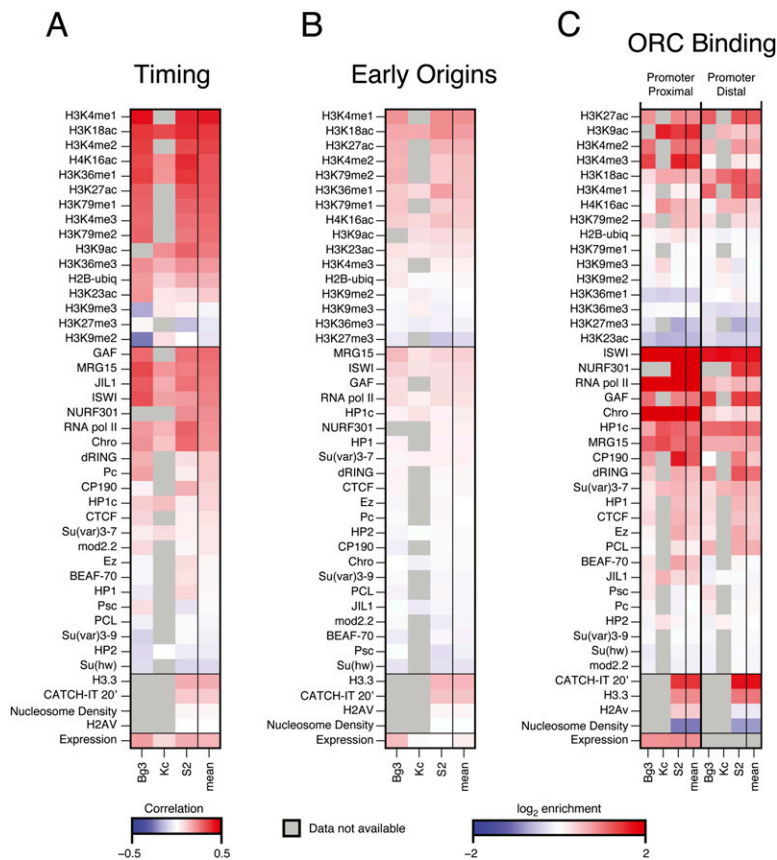 A
B
C
Timing
Early Origins
ORC Binding
Promoter Proximal
Promoter Distal
H3K4me1
H3K18ac
H3K4me2
H4K16ac
H3K36me1
H3K27ac
H3K79me1
H3K4me3
H3K79me2
H3K9ac
H3K36me3
H2B-ubiq
H3K23ac
H3K9me3
H3K27me3
H3K9me2
GAF
MRG15
JIL1
ISWI
NURF301
RNA pol II
Chro
dRING
Pc
CP190
HP1c
CTCF
Su(var)3-7
mod2.2
Ez
BEAF-70
HP1
Psc
PCL
Su(var)3-9
HP2
Su(hw)
H3.3
CATCH-IT 20'
Nucleosome Density
H2AV
Expression
Bg3
Kc
S2
mean
H3K4me1
H3K18ac
H3K27ac
H3K4me2
H3K79me2
H3K36me1
H3K79me1
H4K16ac
H3K9ac
H3K23ac
H3K4me3
H2B-ubiq
H3K9me2
H3K9me3
H3K36me3
H3K27me3
MRG15
ISWI
GAF
RNA pol II
HP1c
NURF301
HP1
Su(var)3-7
dRING
CTCF
Ez
Pc
HP2
CP190
Chro
Su(var)3-9
PCL
JIL1
mod2.2
BEAF-70
Psc
Su(hw)
H3.3
CATCH-IT 20'
H2AV
Nucleosome Density
Expression
Bg3
Kc
S2
mean
H3K27ac
H3K9ac
H3K4me2
H3K4me3
H3K18ac
H3K4me1
H4K16ac
H3K79me2
H2B-ubiq
H3K79me1
H3K9me3
H3K9me2
H3K36me1
H3K36me3
H3K27me3
H3K23ac
ISWI
NURF301
RNA pol II
GAF
Chro
HP1c
MRG15
CP190
dRING
Su(var)3-7
HP1
CTCF
Ez
PCL
BEAF-70
JIL1
Psc
Pc
HP2
Su(var)3-9
Su(hw)
mod2.2
CATCH-IT 20'
H3.3
H2Av
Nucleosome Density
Expression
Bg3
Kc
S2
mean
Bg3
Kc
S2
mean
Correlation
−0.5
0.5
Data not available
log2 enrichment
−2
2